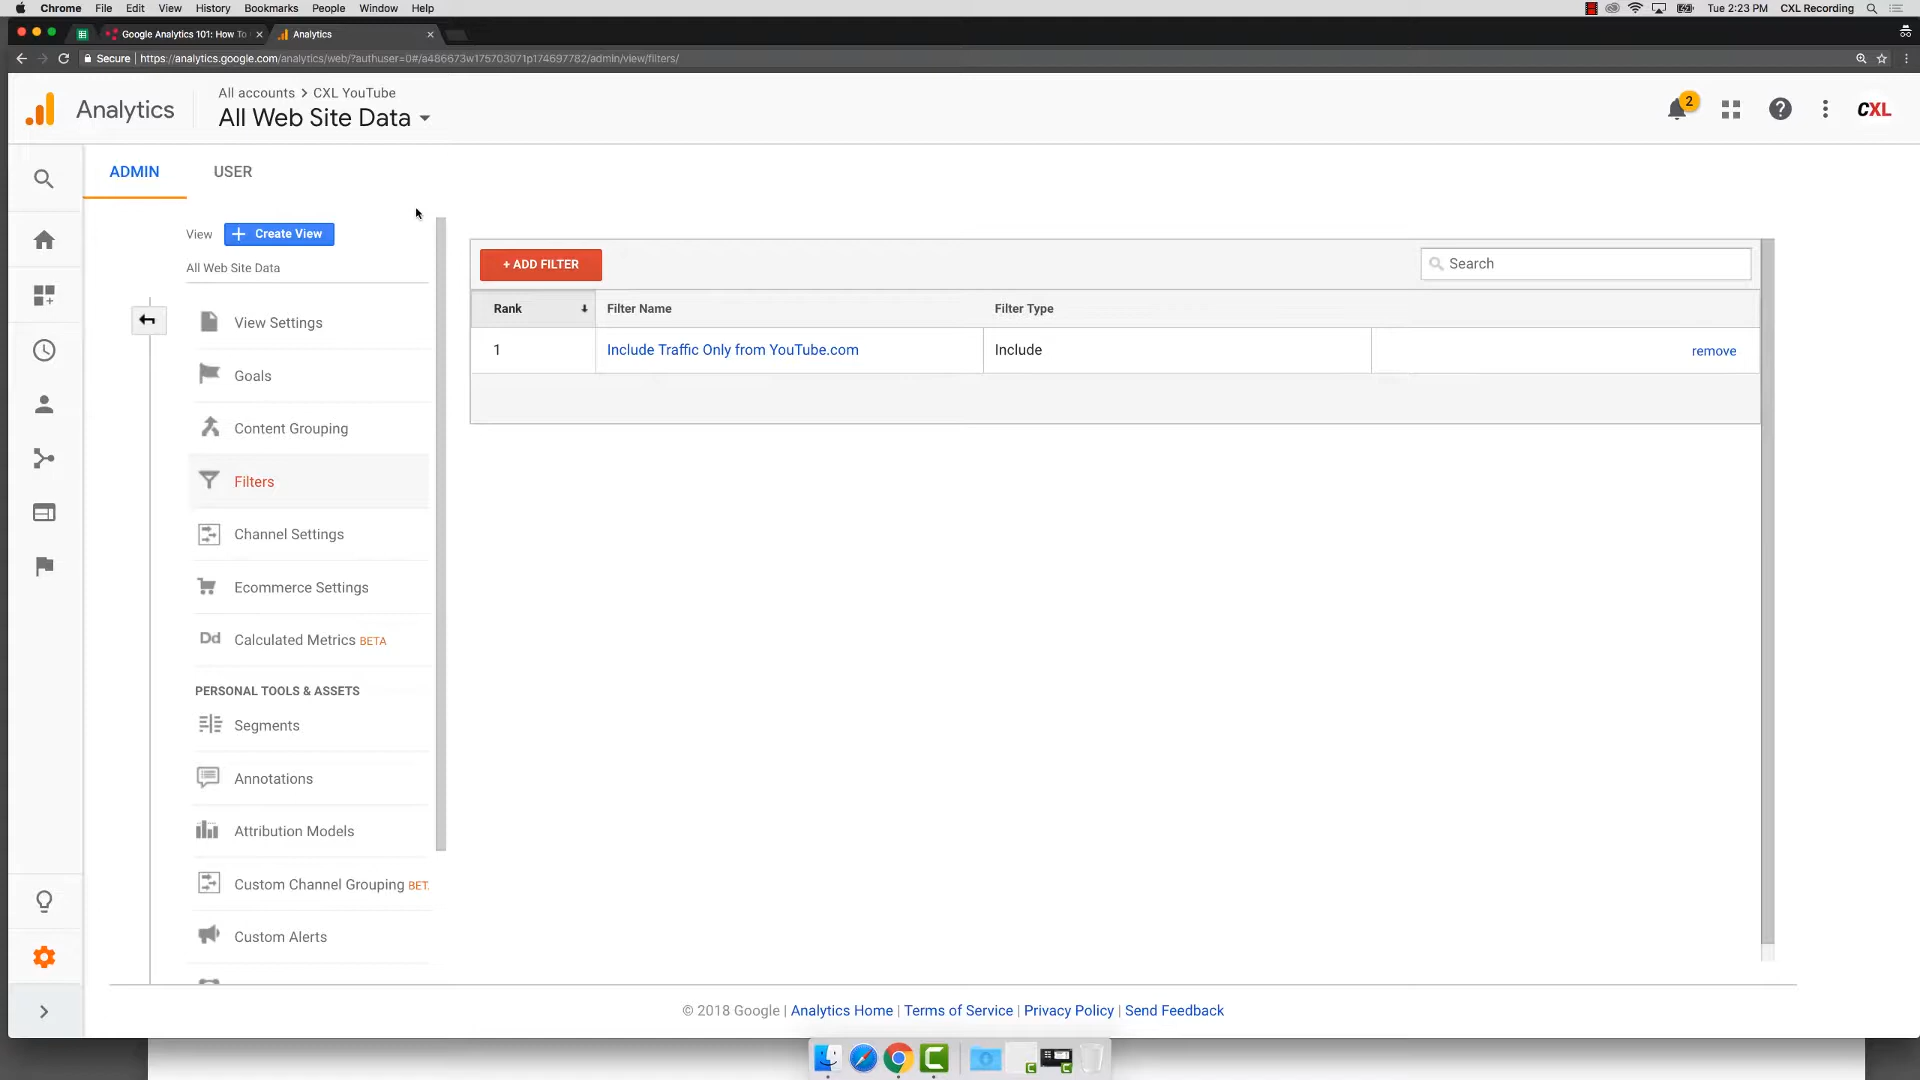 Chrome File Edit View History Bookmarks People Window Help
Tue 2:23 PM CXL Recording
Google Analytics 101: How To
Analytics
Secure https://analytics.google.com/analytics/web/?authuser=0#/a486673w175703071p174697782/admin/view/filters/
Analytics
All accounts > CXL YouTube
All Web Site Data
2
CXL
ADMIN USER
View + Create View
All Web Site Data
View Settings
Goals
Content Grouping
Filters
Channel Settings
Ecommerce Settings
Dd Calculated Metrics BETA
PERSONAL TOOLS & ASSETS
Segments
Annotations
Attribution Models
Custom Channel Grouping BET
Custom Alerts
+ ADD FILTER
Search
Rank Filter Name Filter Type
1 Include Traffic Only from YouTube.com Include remove
© 2018 Google | Analytics Home | Terms of Service | Privacy Policy | Send Feedback